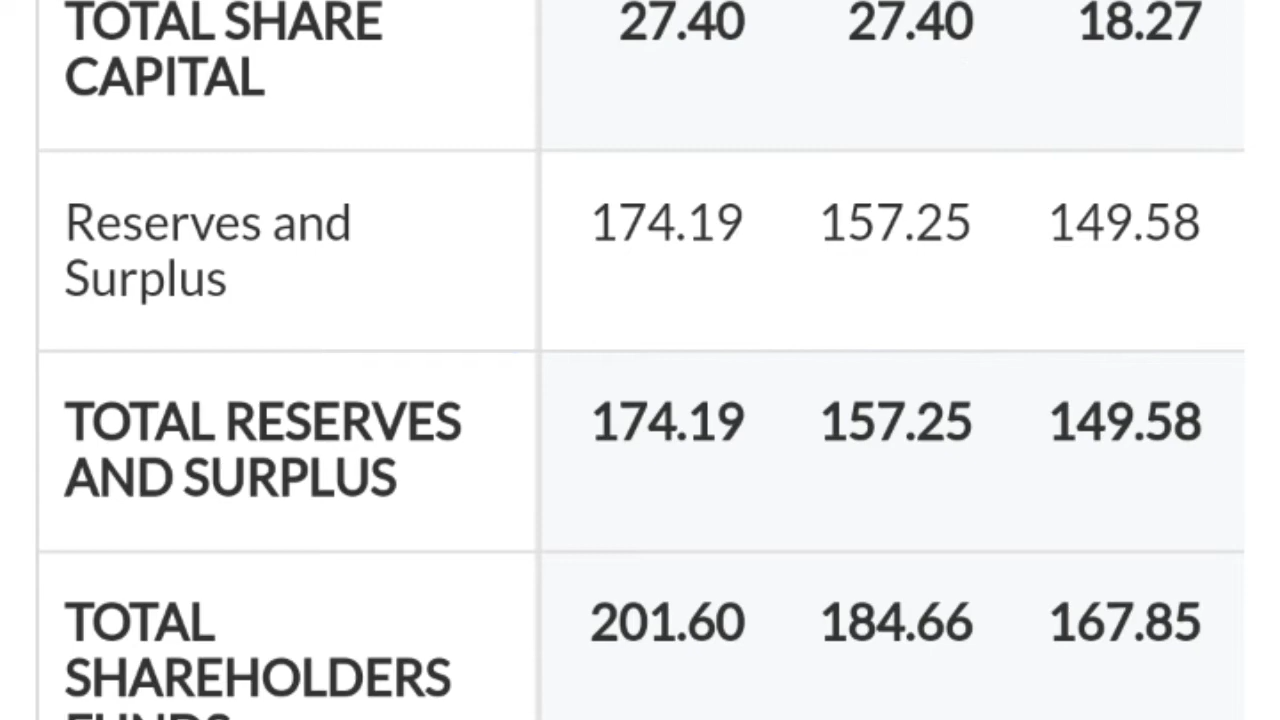 TOTAL SHARE 27.40 27.40 18.27
CAPITAL
Reserves and 174.19 157.25 149.58
Surplus
TOTAL RESERVES 174.19 157.25 149.58
AND SURPLUS
TOTAL 201.60 184.66 167.85
SHAREHOLDERS
FUNDS